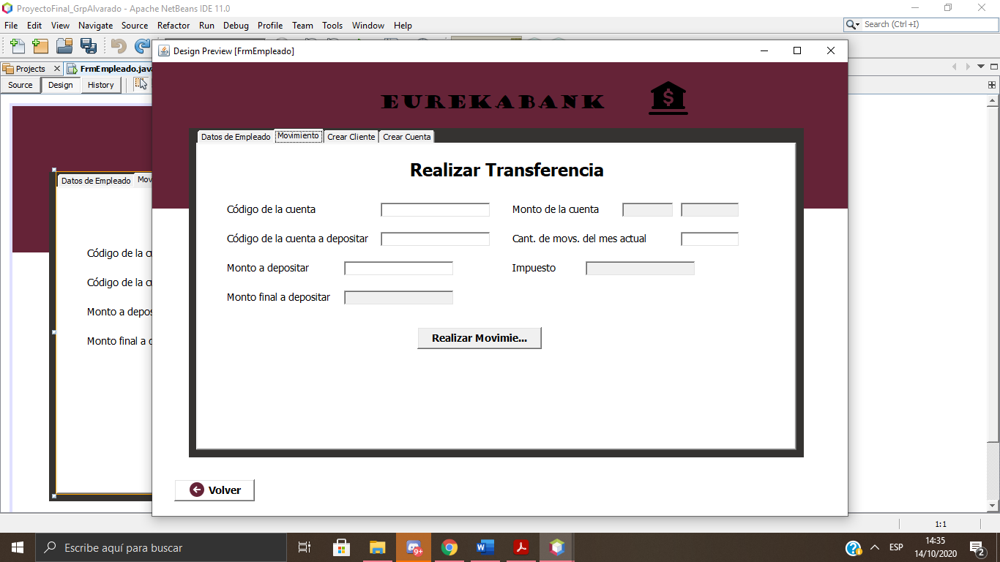 ProyectoFinal_GrpAlvarado - Apache NetBeans IDE 11.0
File Edit View Navigate Source Refactor Run Debug Profile Team Tools Window Help
Search (Ctrl+I)
Design Preview [FrmEmpleado]
Projects
FrmEmpleado.java
Source Design History
EUREKABANK
Datos de Empleado Movimiento Crear Cliente Crear Cuenta
Datos de Empleado
Realizar Transferencia
Código de la cuenta
Monto de la cuenta
Código de la cuenta a depositar
Cant. de movs. del mes actual
Monto a depositar
Impuesto
Monto final a depositar
Realizar Movimie...
Código de la
Código de la
Monto a
Monto final a
Volver
1:1
Escribe aquí para buscar
9+
ESP
14:35
14/10/2020
2